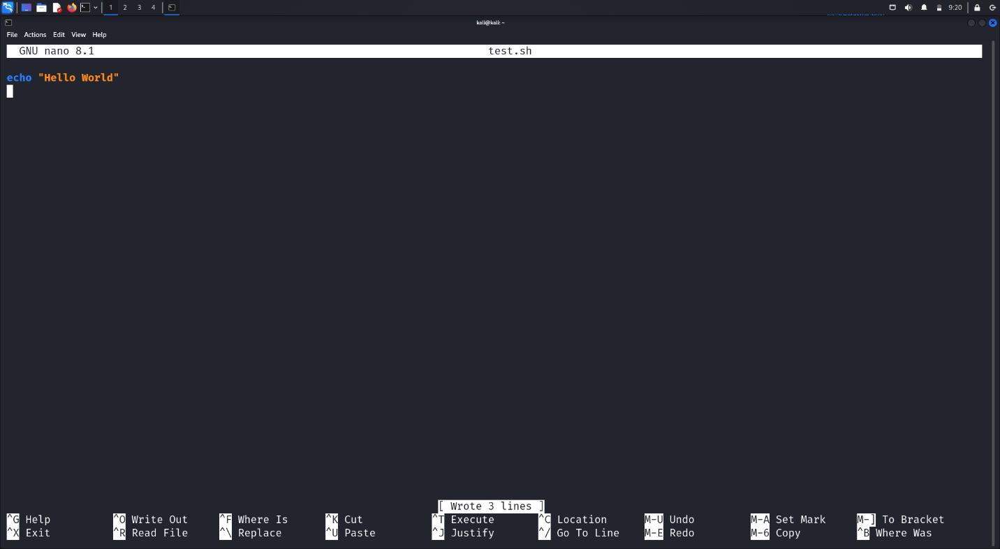 1 2 3 4 9:20
kali@kali: ~
File Actions Edit View Help
GNU nano 8.1 test.sh
echo "Hello World"
[ Wrote 3 lines ]
^G Help ^O Write Out ^F Where Is ^K Cut ^T Execute ^C Location M-U Undo M-A Set Mark M-] To Bracket
^X Exit ^R Read File ^\ Replace ^U Paste ^J Justify ^/ Go To Line M-E Redo M-6 Copy ^B Where Was